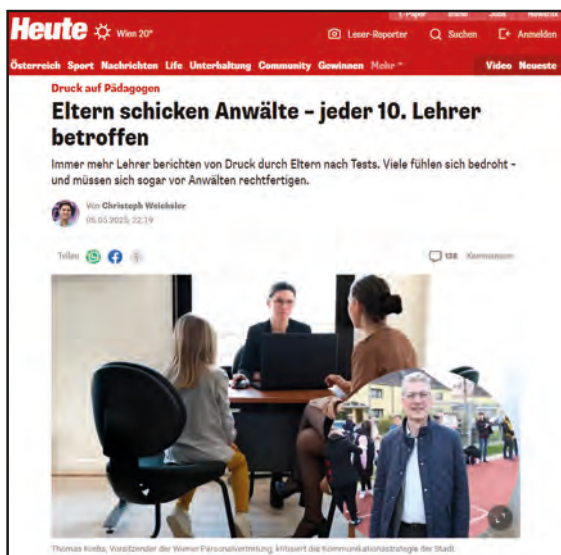 Heute Wien 20° Leser-Reporter Suchen Anmelden
Österreich Sport Nachrichten Life Unterhaltung Community Gewinnen Mehr Video Neueste
Druck auf Pädagogen
Eltern schicken Anwälte – jeder 10. Lehrer
betroffen
Immer mehr Lehrer berichten von Druck durch Eltern nach Tests. Viele fühlen sich bedroht –
und müssen sich sogar vor Anwälten rechtfertigen.
Von Christoph Weichsler
05.05.2025, 22:19
Teilen 138 Kommentare
Thomas Krebs, Vorsitzender der Wiener Personalvertretung, kritisiert die Kommunikationsstrategie der Stadt.